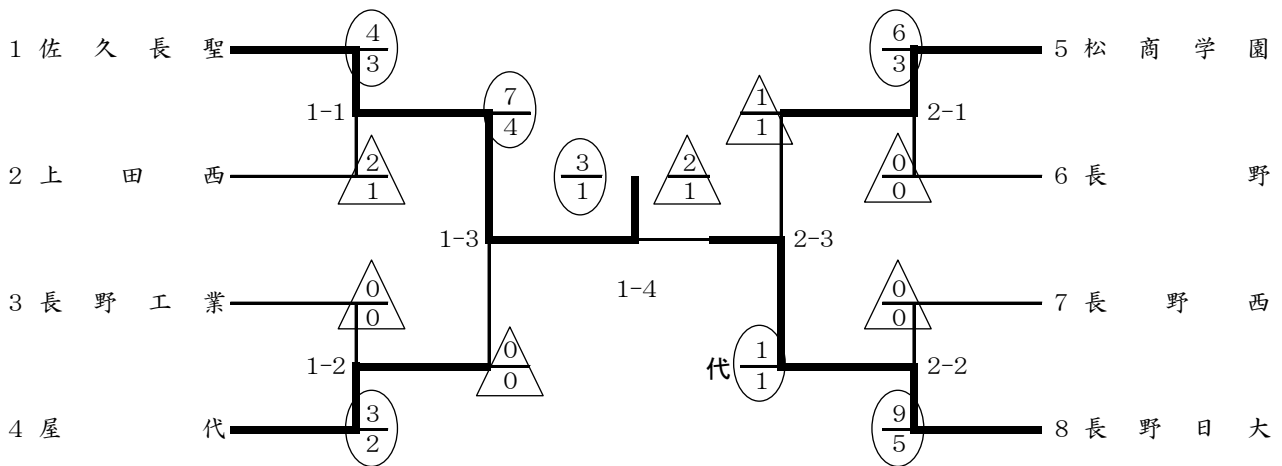 1 佐久長聖 4 6 5 松商学園
3 3
7 1
1-1 2-1
4 1
2 上田西 2 3 2 0 6 長野
1 1 1 0
1-3 2-3
3 長野工業 0 1-4 0 7 長野西
0 0
0 1
1-2 代 2-2
0 1
4 屋代 3 9 8 長野日大
2 5